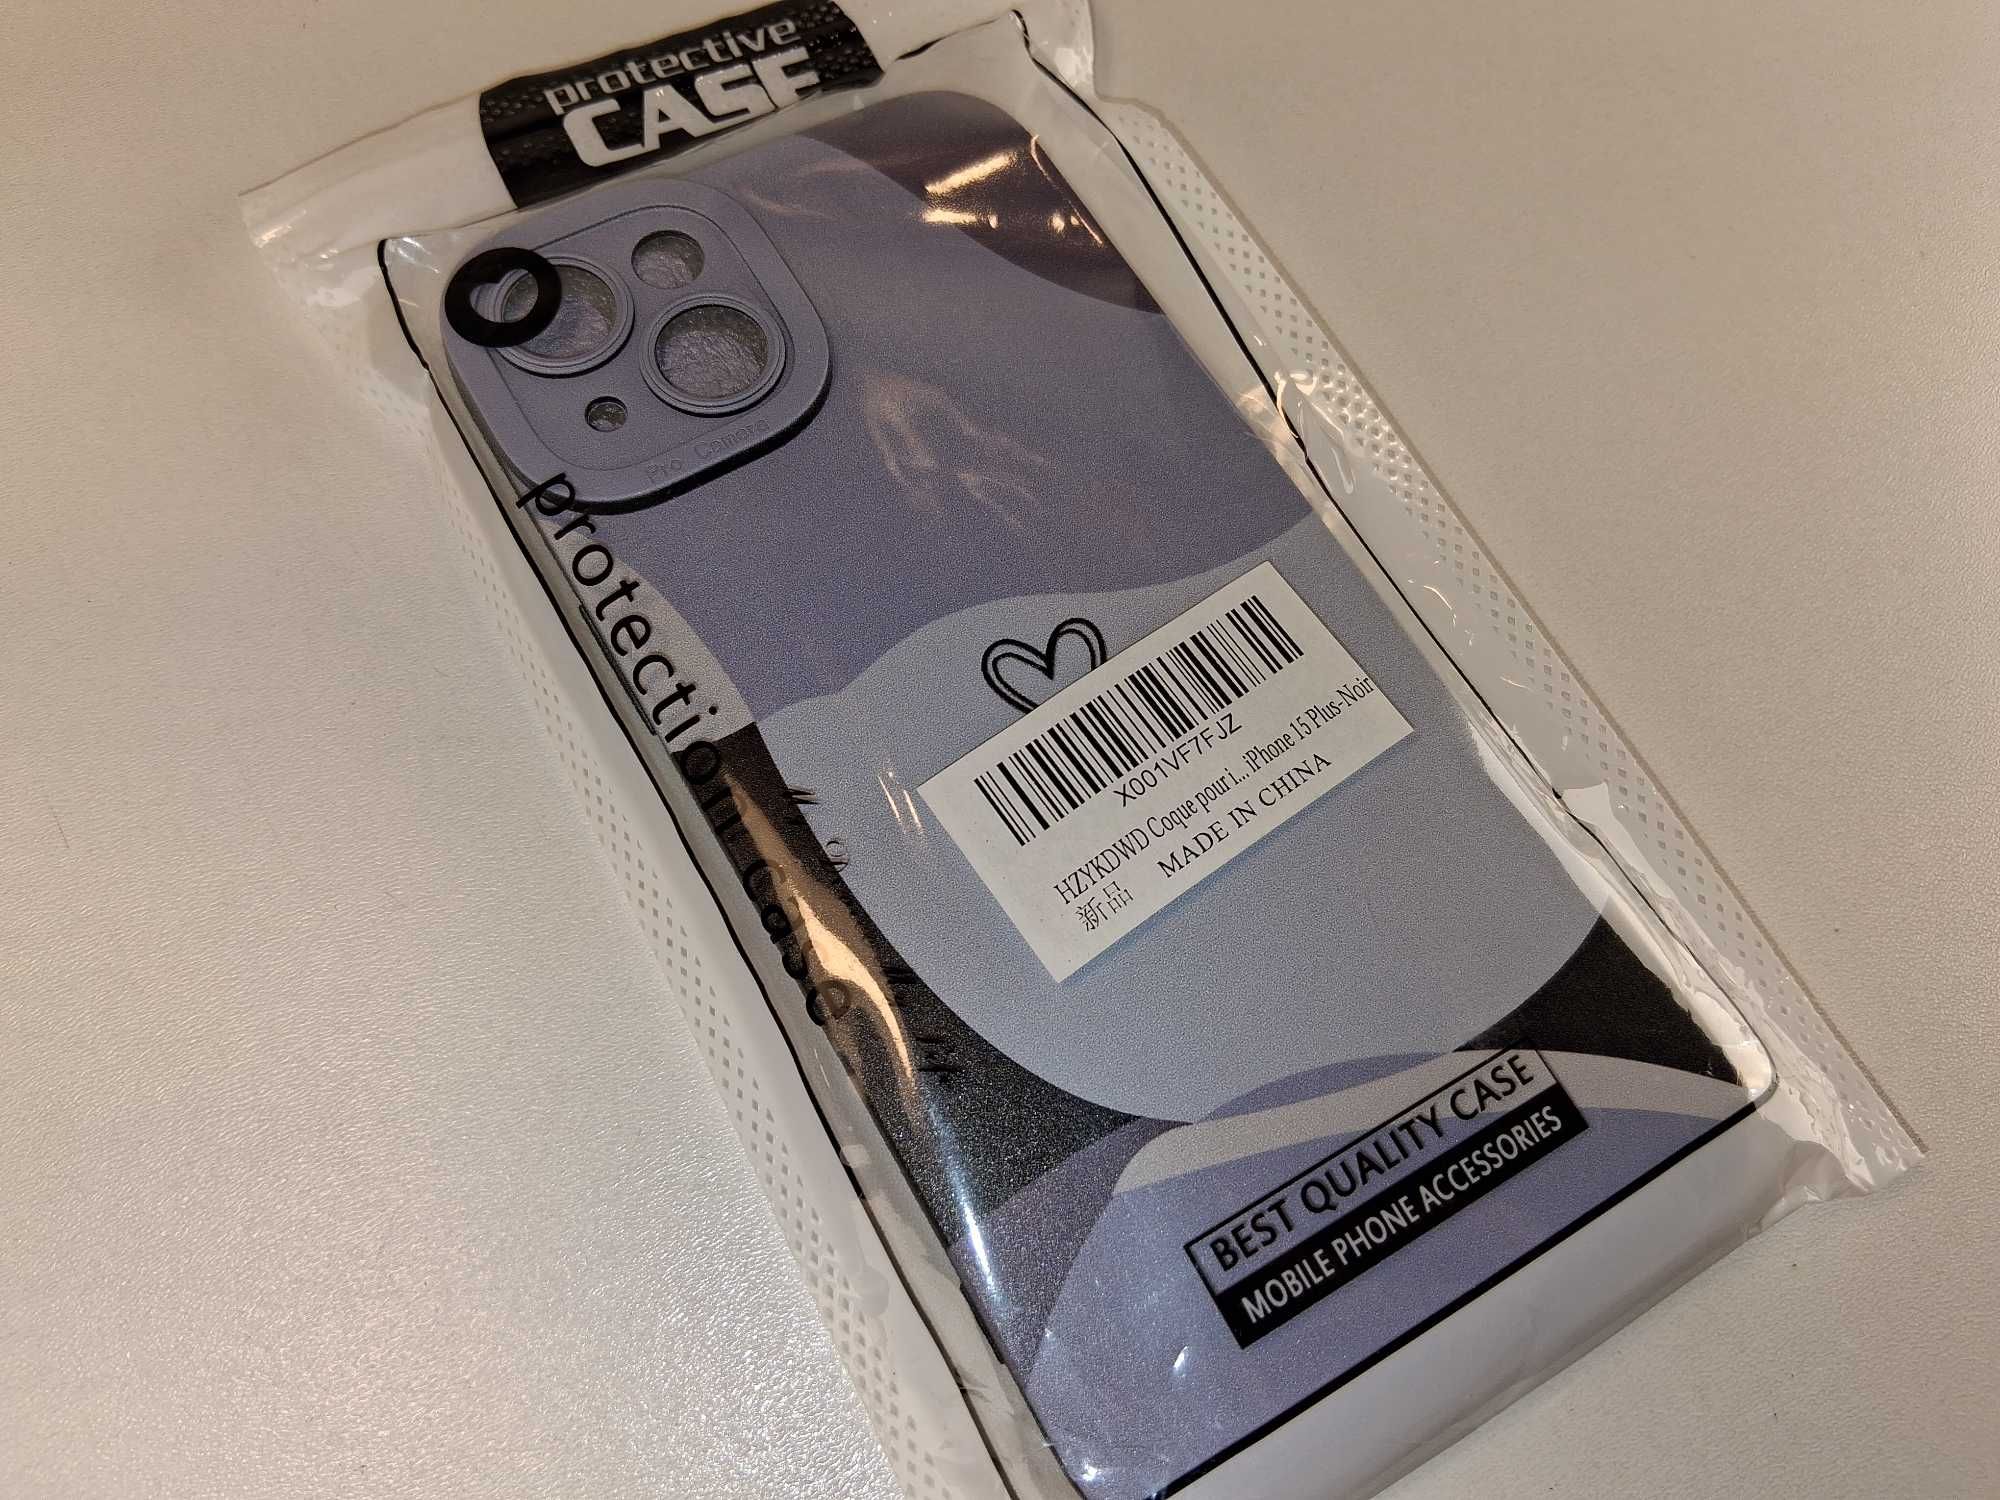 protective
CASE
Pro Camera
protection case
X001VF7FJZ
HZYKDWD Coque pour i... iPhone 15 Plus-Noir
新品 MADE IN CHINA
BEST QUALITY CASE
MOBILE PHONE ACCESSORIES